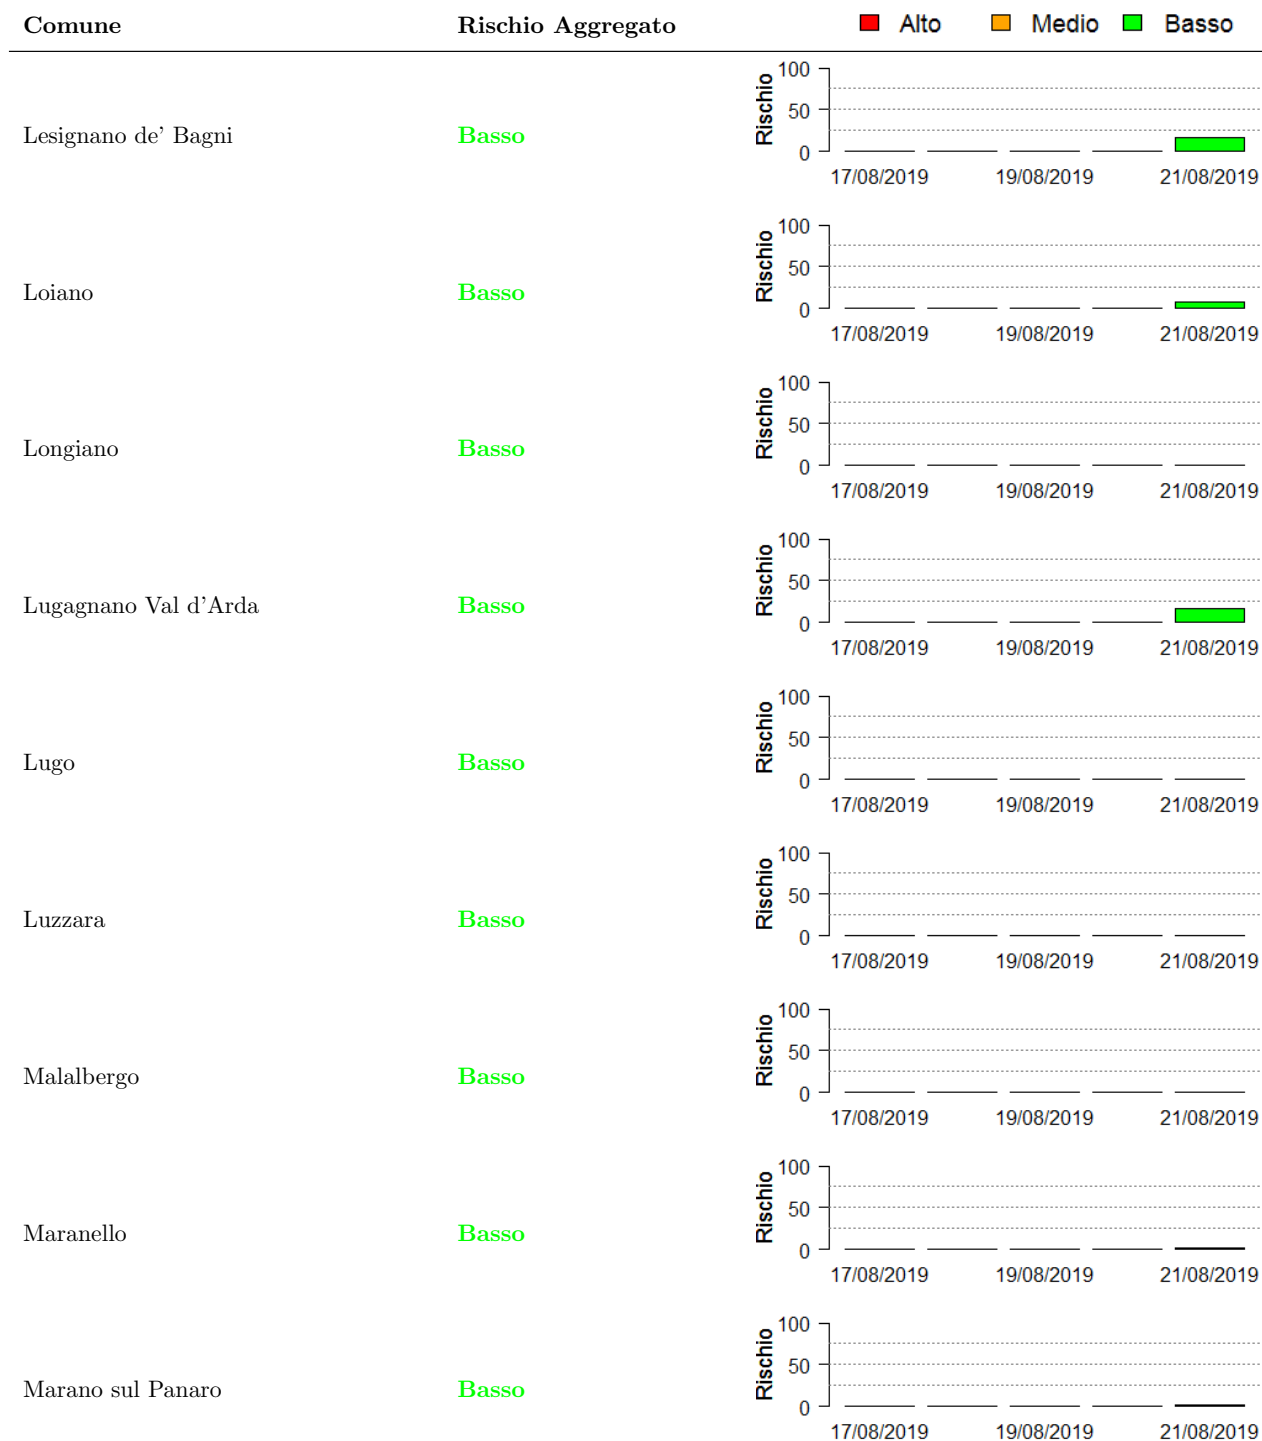 Comune Rischio Aggregato Alto Medio Basso
Lesignano de' Bagni Basso
Rischio
100
50
0
17/08/2019 19/08/2019 21/08/2019
Loiano Basso
Rischio
100
50
0
17/08/2019 19/08/2019 21/08/2019
Longiano Basso
Rischio
100
50
0
17/08/2019 19/08/2019 21/08/2019
Lugagnano Val d'Arda Basso
Rischio
100
50
0
17/08/2019 19/08/2019 21/08/2019
Lugo Basso
Rischio
100
50
0
17/08/2019 19/08/2019 21/08/2019
Luzzara Basso
Rischio
100
50
0
17/08/2019 19/08/2019 21/08/2019
Malalbergo Basso
Rischio
100
50
0
17/08/2019 19/08/2019 21/08/2019
Maranello Basso
Rischio
100
50
0
17/08/2019 19/08/2019 21/08/2019
Marano sul Panaro Basso
Rischio
100
50
0
17/08/2019 19/08/2019 21/08/2019